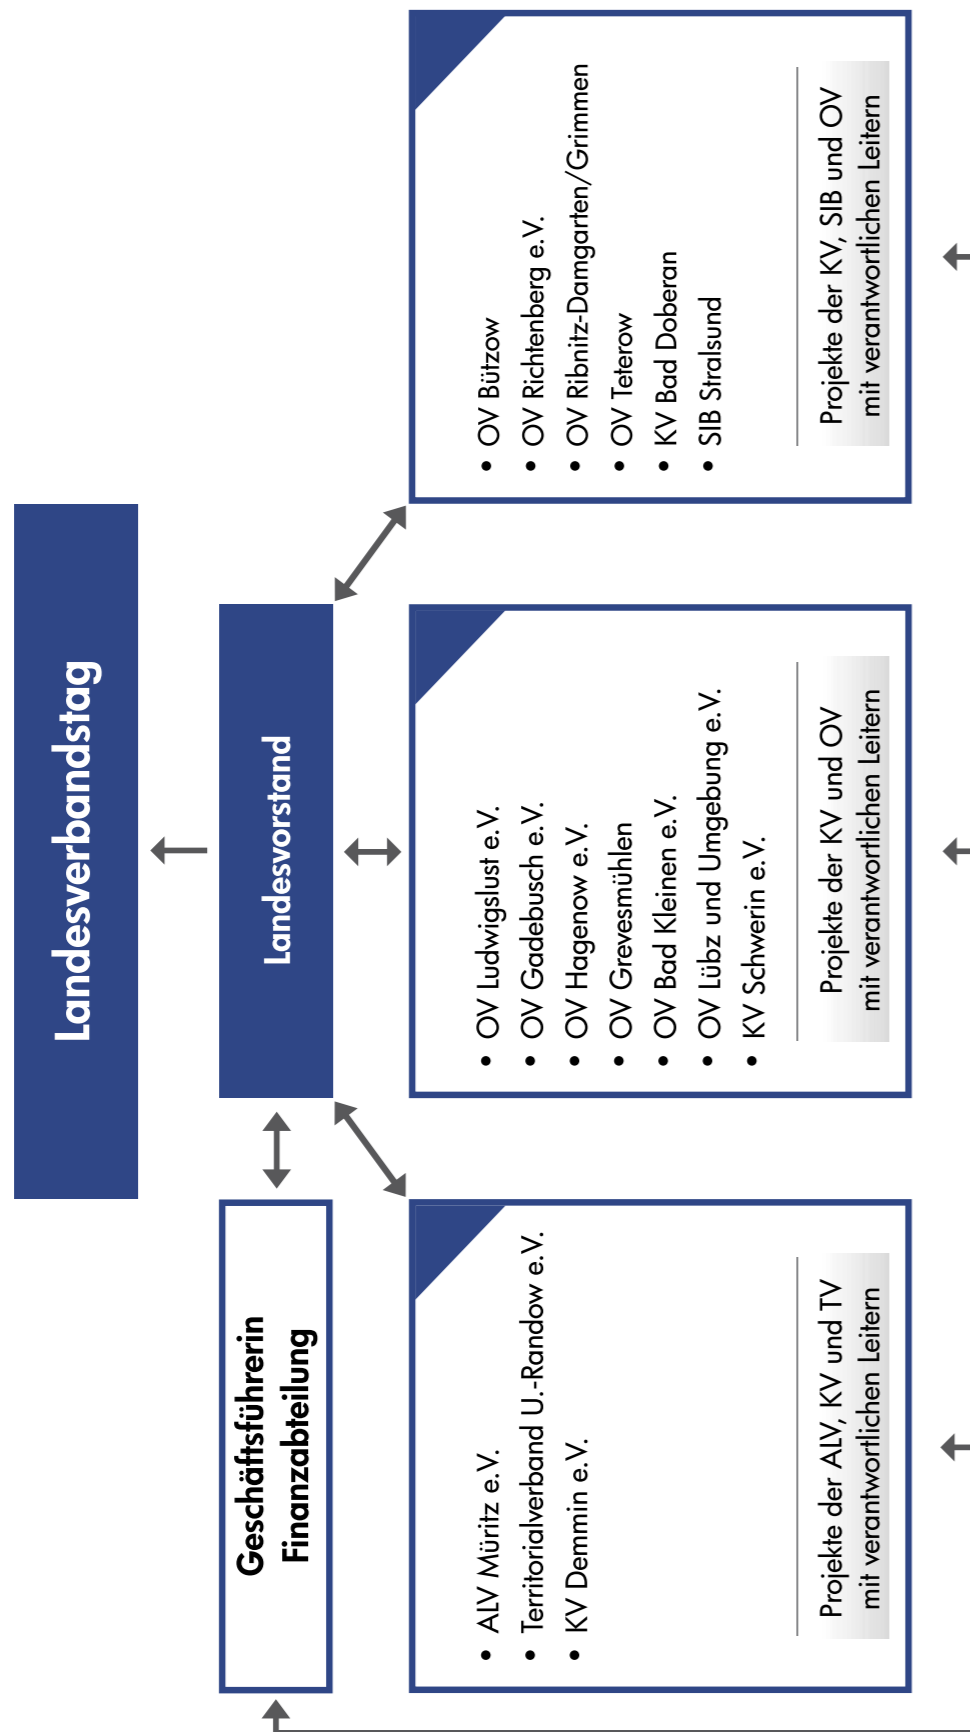 Landesverbandstag
Geschäftsführerin
Finanzabteilung
Landesvorstand
• ALV Müritz e.V.
• Territorialverband U.-Randow e.V.
• KV Demmin e.V.
Projekte der ALV, KV und TV
mit verantwortlichen Leitern
• OV Ludwigslust e.V.
• OV Gadebusch e.V.
• OV Hagenow e.V.
• OV Grevesmühlen
• OV Bad Kleinen e.V.
• OV Lübz und Umgebung e.V.
• KV Schwerin e.V.
Projekte der KV und OV
mit verantwortlichen Leitern
• OV Bützow
• OV Richtenberg e.V.
• OV Ribnitz-Damgarten/Grimmen
• OV Teterow
• KV Bad Doberan
• SIB Stralsund
Projekte der KV, SIB und OV
mit verantwortlichen Leitern